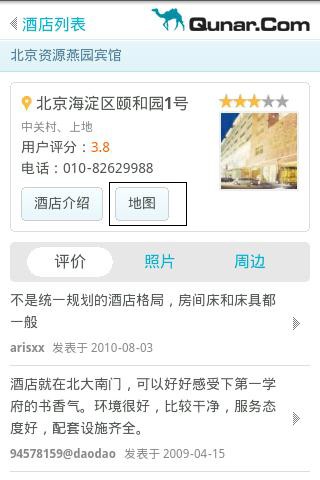 酒店列表
Qunar.Com
北京资源燕园宾馆
北京海淀区颐和园1号
中关村、上地
用户评分：3.8
电话：010-82629988
酒店介绍 地图
评价 照片 周边
不是统一规划的酒店格局，房间床和床具都
一般
arisxx 发表于 2010-08-03
酒店就在北大南门，可以好好感受下第一学
府的书香气。环境很好，比较干净，服务态
度好，配套设施齐全。
94578159@daodao 发表于 2009-04-15